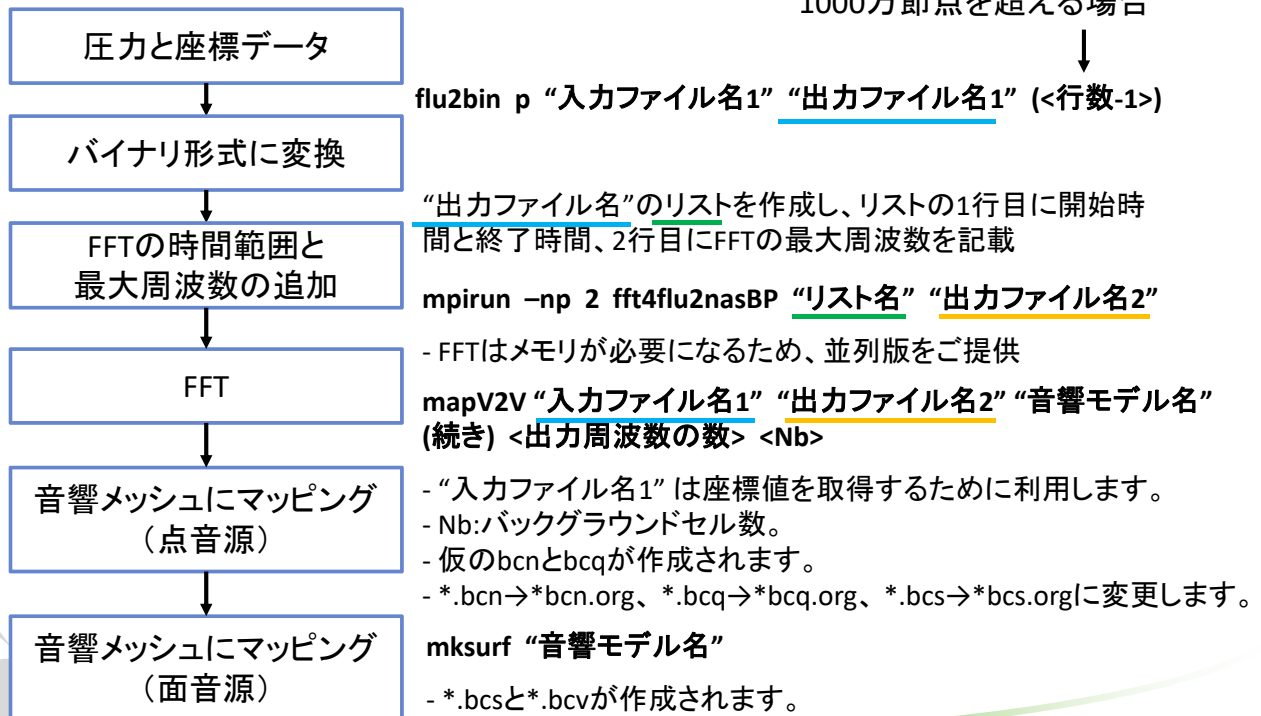 1000万節点を超える場合
圧力と座標データ
flu2bin p “入力ファイル名1” “出力ファイル名1” (<行数-1>)
バイナリ形式に変換
“出力ファイル名”のリストを作成し、リストの1行目に開始時
間と終了時間、2行目にFFTの最大周波数を記載
FFTの時間範囲と
最大周波数の追加
mpirun –np 2 fft4flu2nasBP “リスト名” “出力ファイル名2”
- FFTはメモリが必要になるため、並列版をご提供
FFT
mapV2V “入力ファイル名1” “出力ファイル名2” “音響モデル名”
(続き) <出力周波数の数> <Nb>
音響メッシュにマッピング
（点音源）
- “入力ファイル名1” は座標値を取得するために利用します。
- Nb:バックグラウンドセル数。
- 仮のbcnとbcqが作成されます。
- *.bcn→*bcn.org、 *.bcq→*bcq.org、 *.bcs→*bcs.orgに変更します。
音響メッシュにマッピング
（面音源）
mksurf “音響モデル名”
- *.bcsと*.bcvが作成されます。